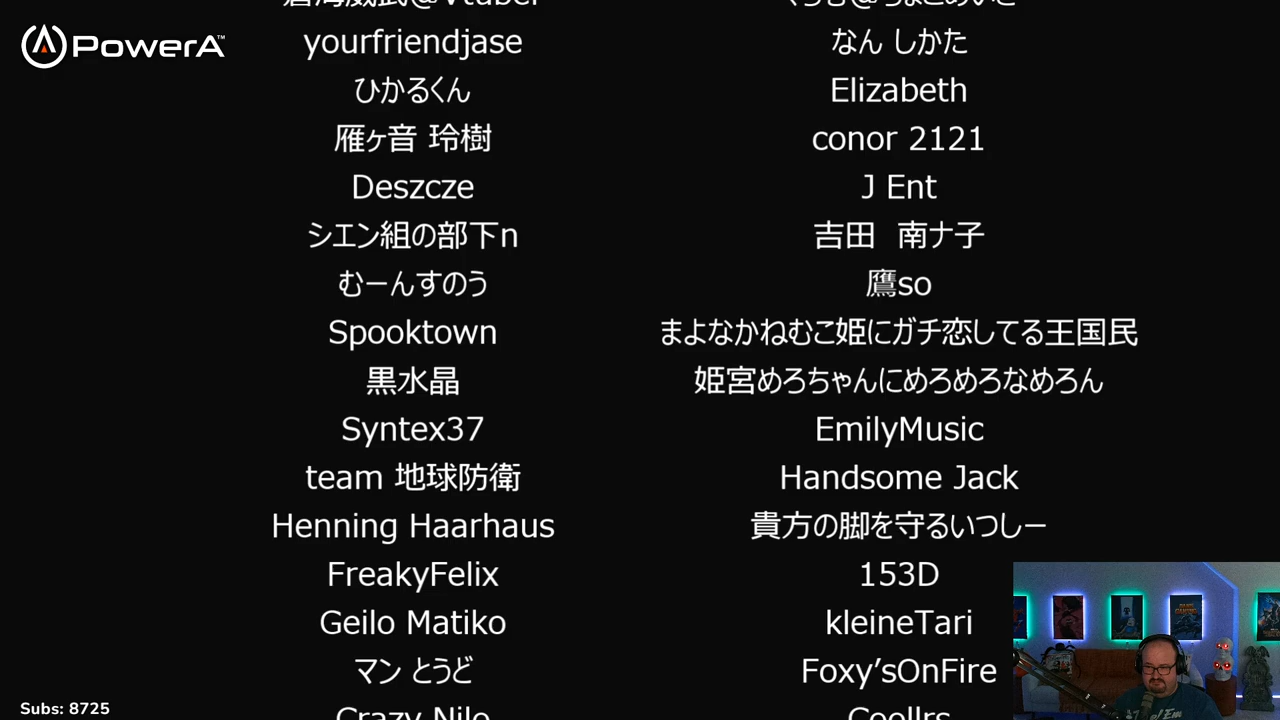 PowerA™
yourfriendjase
なん しかた
ひかるくん
Elizabeth
雁ヶ音 玲樹
conor 2121
Deszcze
J Ent
シエン組の部下n
吉田　南ナ子
むーんすのう
鷹so
Spooktown
まよなかねむこ姫にガチ恋してる王国民
黒水晶
姫宮めろちゃんにめろめろなめろん
Syntex37
EmilyMusic
team 地球防衛
Handsome Jack
Henning Haarhaus
貴方の脚を守るいつしー
FreakyFelix
153D
Geilo Matiko
kleineTari
マン とうど
Foxy’sOnFire
Subs: 8725